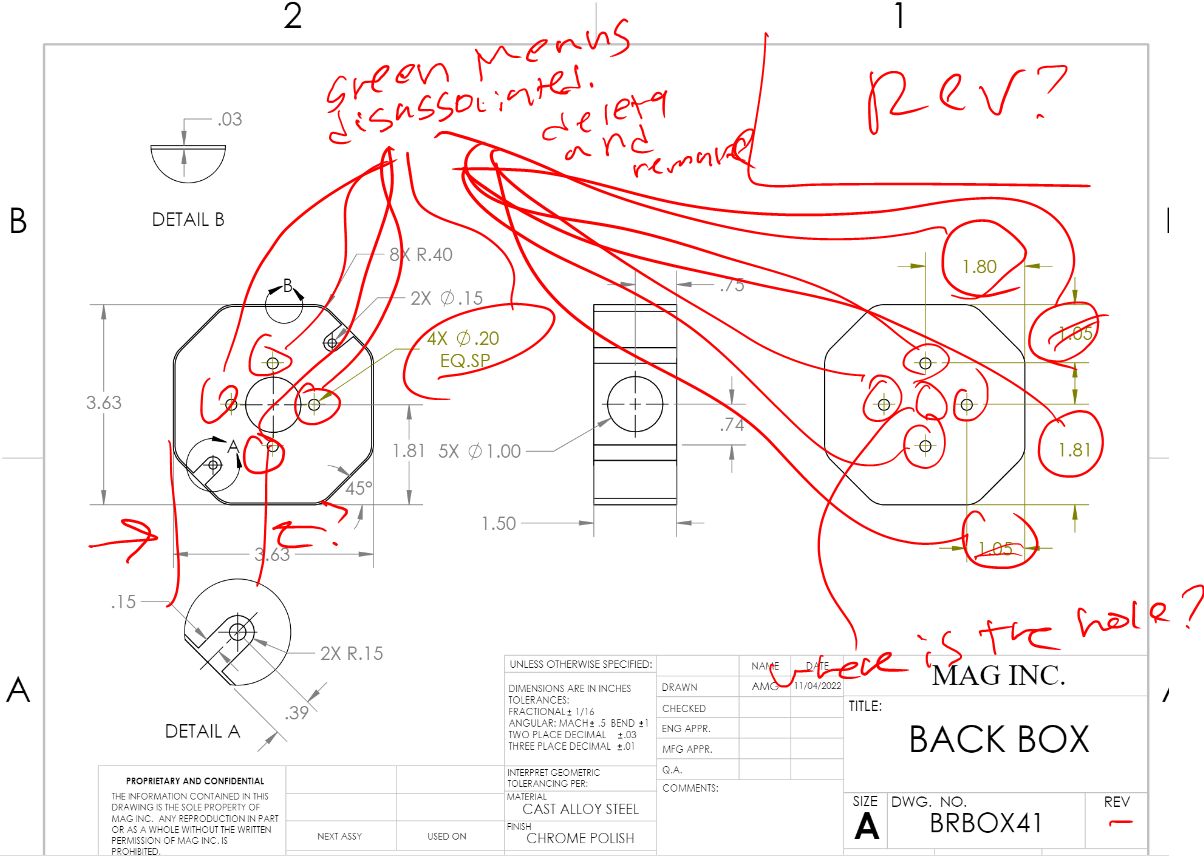 2
1
green menus
disassociated.
delete
and
remove
Rev?
.03
DETAIL B
B
8X R.40
B
2X Ø.15
4X Ø.20
EQ.SP
.75
1.80
1.05
3.63
A
1.81
5X Ø1.00
.74
1.81
45°
1.50
?
3.63
1.05
.15
2X R.15
.39
DETAIL A
where is the hole?
A
UNLESS OTHERWISE SPECIFIED:
DIMENSIONS ARE IN INCHES
TOLERANCES:
FRACTIONAL± 1/16
ANGULAR: MACH± .5 BEND ±1
TWO PLACE DECIMAL ±.03
THREE PLACE DECIMAL ±.01
INTERPRET GEOMETRIC
TOLERANCING PER:
MATERIAL
CAST ALLOY STEEL
FINISH
CHROME POLISH
NAME DATE
DRAWN AMG 11/04/2022
CHECKED
ENG APPR.
MFG APPR.
Q.A.
COMMENTS:
MAG INC.
TITLE:
BACK BOX
SIZE DWG. NO. REV
A BRBOX41 –
PROPRIETARY AND CONFIDENTIAL
THE INFORMATION CONTAINED IN THIS
DRAWING IS THE SOLE PROPERTY OF
MAG INC. ANY REPRODUCTION IN PART
OR AS A WHOLE WITHOUT THE WRITTEN
PERMISSION OF MAG INC. IS
PROHIBITED.
NEXT ASSY USED ON